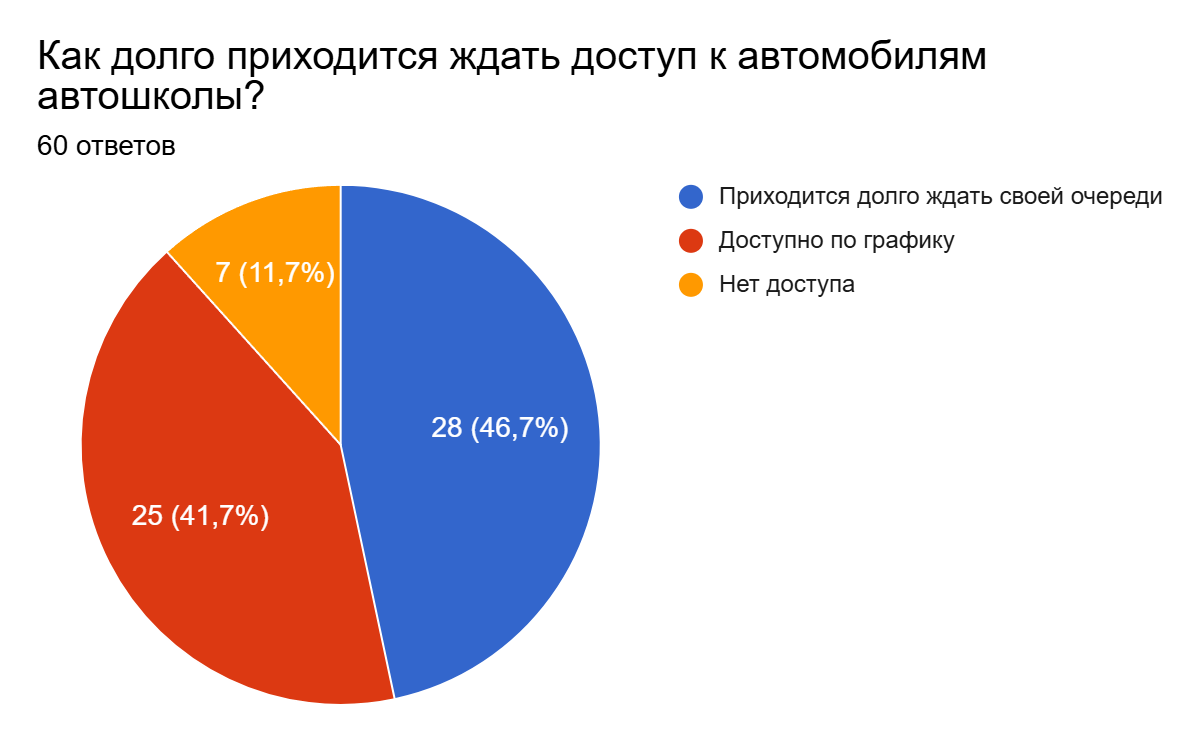 Как долго приходится ждать доступ к автомобилям
автошколы?
60 ответов
Приходится долго ждать своей очереди
Доступно по графику
Нет доступа
7 (11,7%)
28 (46,7%)
25 (41,7%)